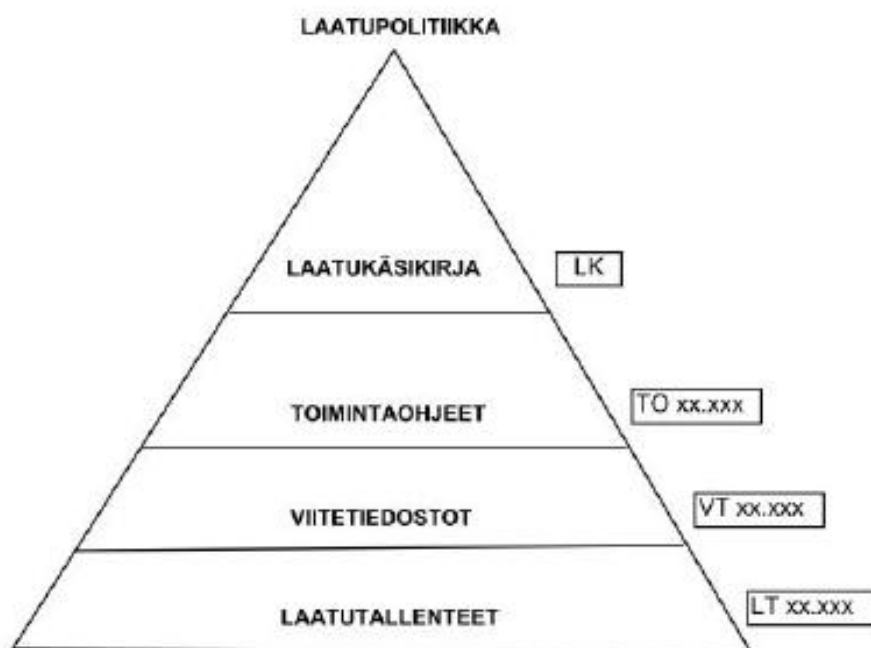 LAATUPOLITIIKKA
LAATUKÄSIKIRJA
LK
TOIMINTAOHJEET
TO xx.xxx
VIITETIEDOSTOT
VT xx.xxx
LAATUTALLENTEET
LT xx.xxx